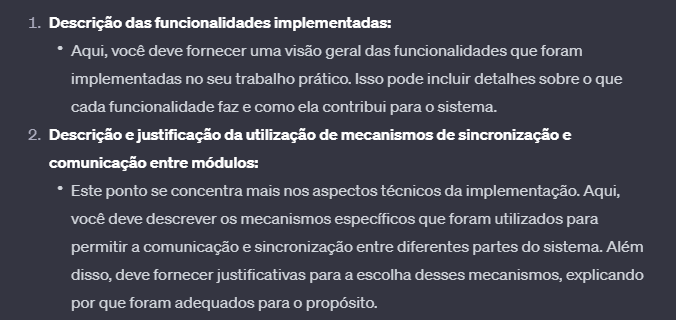 1. Descrição das funcionalidades implementadas:
• Aqui, você deve fornecer uma visão geral das funcionalidades que foram
implementadas no seu trabalho prático. Isso pode incluir detalhes sobre o que
cada funcionalidade faz e como ela contribui para o sistema.
2. Descrição e justificação da utilização de mecanismos de sincronização e
comunicação entre módulos:
• Este ponto se concentra mais nos aspectos técnicos da implementação. Aqui,
você deve descrever os mecanismos específicos que foram utilizados para
permitir a comunicação e sincronização entre diferentes partes do sistema. Além
disso, deve fornecer justificativas para a escolha desses mecanismos, explicando
por que foram adequados para o propósito.